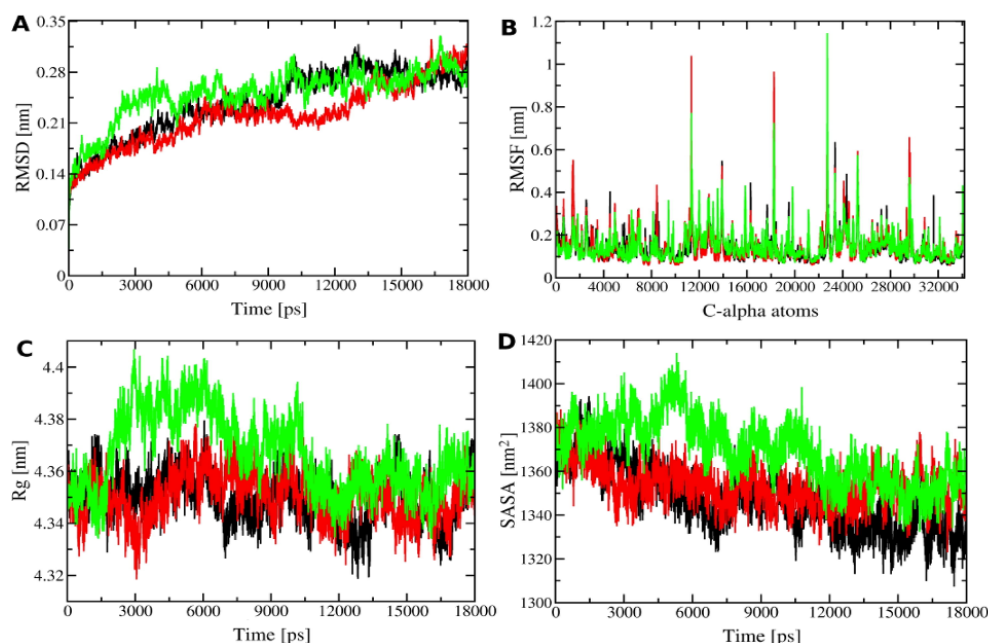 A
0.35
0.28
0.21
0.14
0.07
0
RMSD [nm]
0 3000 6000 9000 12000 15000 18000
Time [ps]
B
1.2
1
0.8
0.6
0.4
0.2
0
RMSF [nm]
0 4000 8000 12000 16000 20000 24000 28000 32000
C-alpha atoms
C
4.4
4.38
4.36
4.34
4.32
Rg [nm]
0 3000 6000 9000 12000 15000 18000
Time [ps]
D
1420
1400
1380
1360
1340
1320
1300
SASA [nm²]
0 3000 6000 9000 12000 15000 18000
Time [ps]